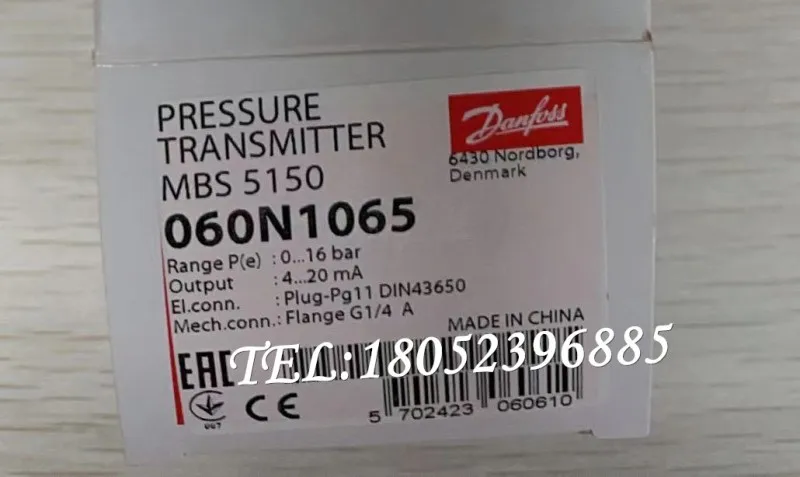 PRESSURE
TRANSMITTER
MBS 5150
060N1065
Danfoss
6430 Nordborg,
Denmark
Range P(e) : 0...16 bar
Output : 4...20 mA
El.conn. : Plug-Pg11 DIN43650
Mech.conn.: Flange G1/4 A
MADE IN CHINA
EAC
TEL:18052396885
CE
5 702423 060610